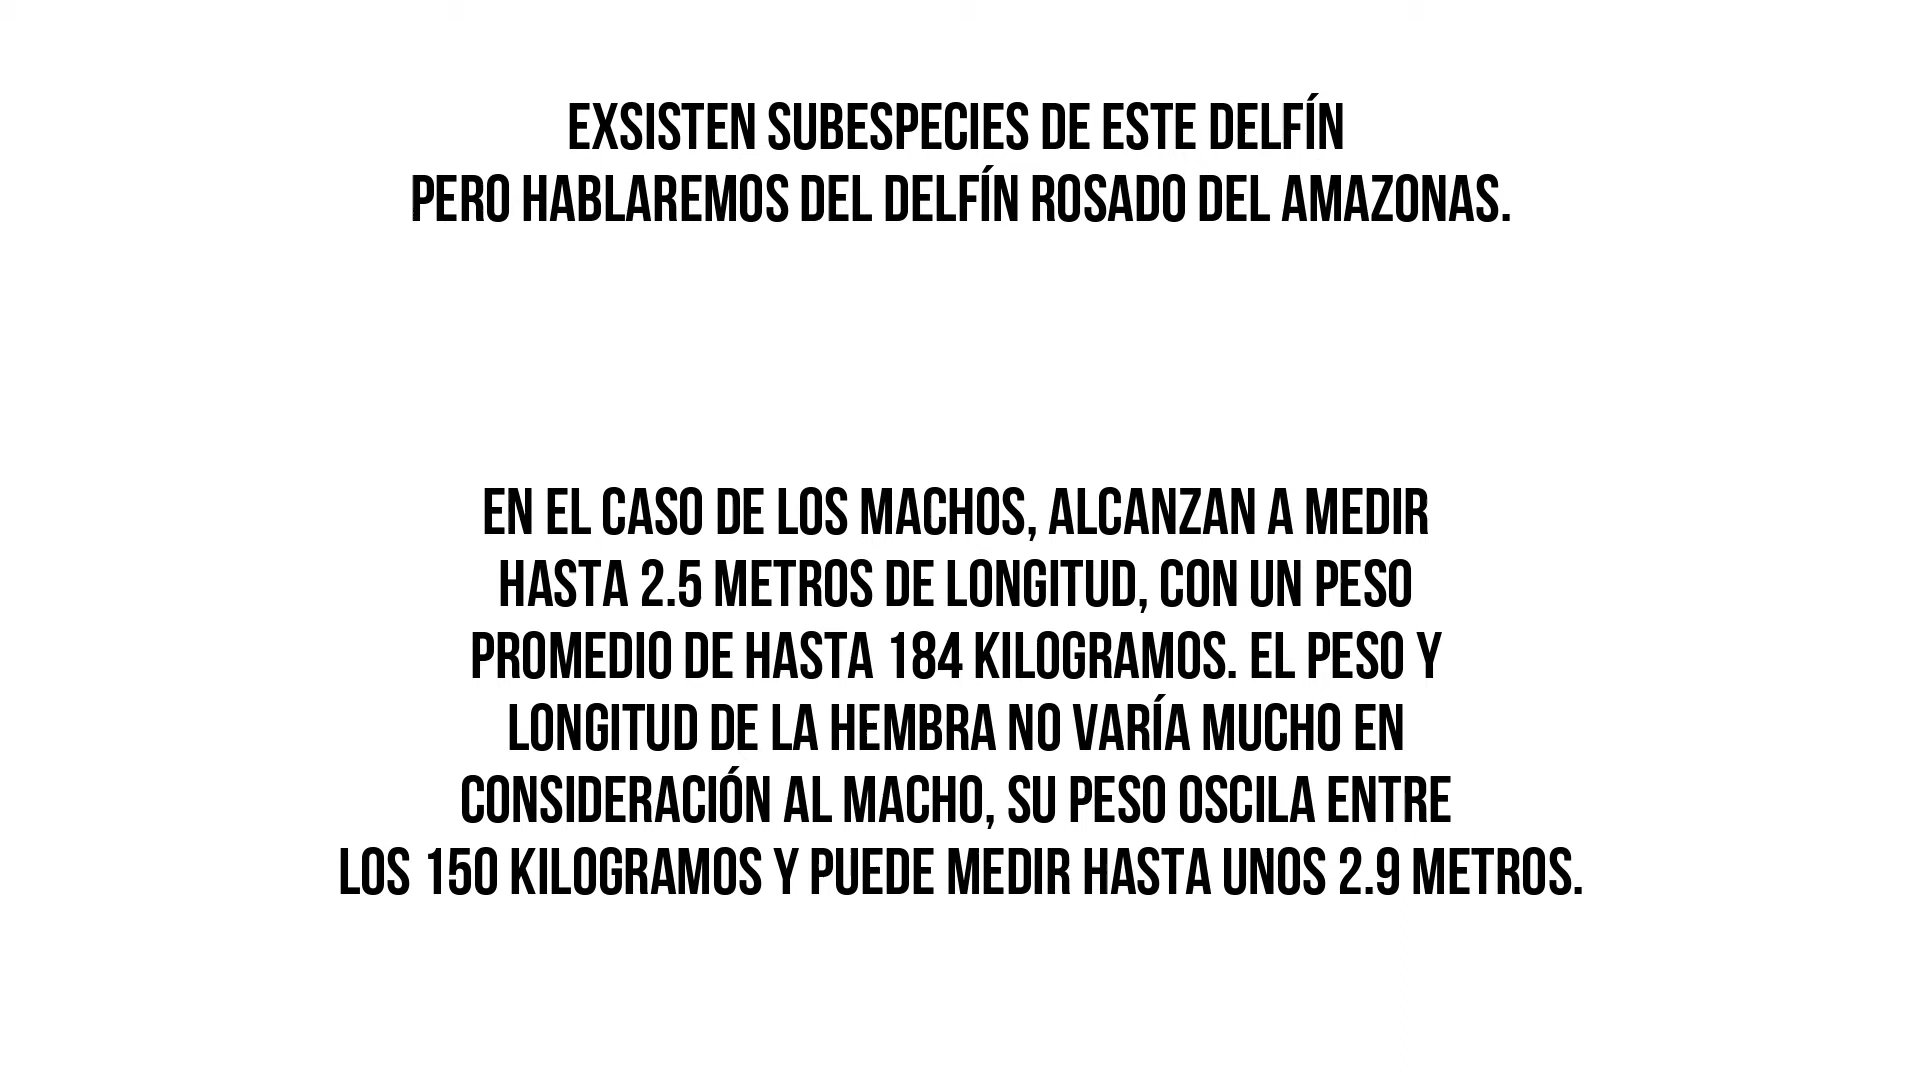 EXSISTEN SUBESPECIES DE ESTE DELFÍN
PERO HABLAREMOS DEL DELFÍN ROSADO DEL AMAZONAS.
EN EL CASO DE LOS MACHOS, ALCANZAN A MEDIR
HASTA 2.5 METROS DE LONGITUD, CON UN PESO
PROMEDIO DE HASTA 184 KILOGRAMOS. EL PESO Y
LONGITUD DE LA HEMBRA NO VARÍA MUCHO EN
CONSIDERACIÓN AL MACHO, SU PESO OSCILA ENTRE
LOS 150 KILOGRAMOS Y PUEDE MEDIR HASTA UNOS 2.9 METROS.